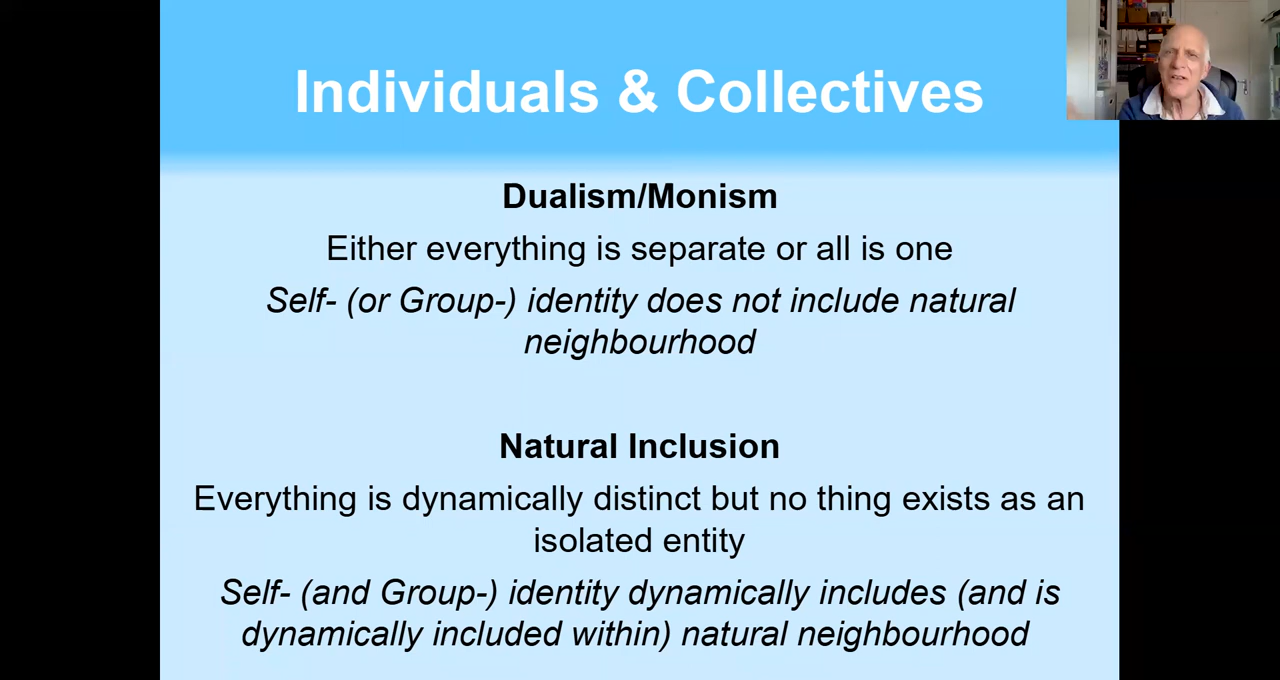 Individuals & Collectives
Dualism/Monism
Either everything is separate or all is one
Self- (or Group-) identity does not include natural
neighbourhood
Natural Inclusion
Everything is dynamically distinct but no thing exists as an
isolated entity
Self- (and Group-) identity dynamically includes (and is
dynamically included within) natural neighbourhood